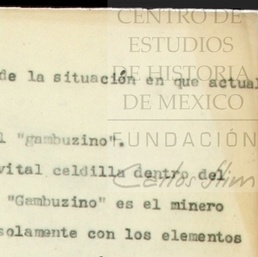 CENTRO DE
ESTUDIOS
de la situación en que actual
DE HISTORIA
DE MEXICO
l "gambuzino".
FUNDACIÓN
vital celdilla dentro del
Carlos Slim
"Gambuzino" es el minero
solamente con los elementos